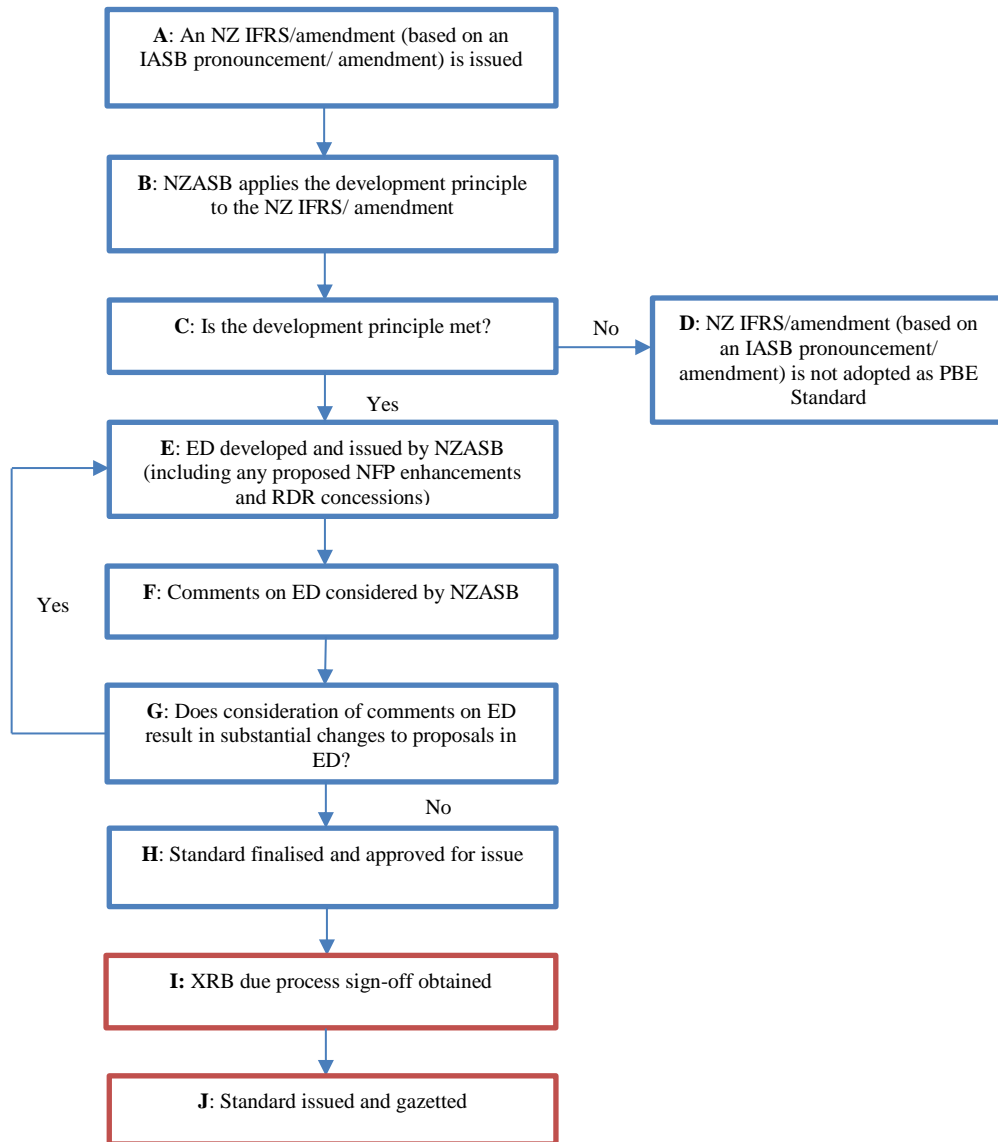 A: An NZ IFRS/amendment (based on an
IASB pronouncement/ amendment) is issued
B: NZASB applies the development principle
to the NZ IFRS/ amendment
C: Is the development principle met?
No
D: NZ IFRS/amendment (based on
an IASB pronouncement/
amendment) is not adopted as PBE
Standard
Yes
E: ED developed and issued by NZASB
(including any proposed NFP enhancements
and RDR concessions)
F: Comments on ED considered by NZASB
Yes
G: Does consideration of comments on ED
result in substantial changes to proposals in
ED?
No
H: Standard finalised and approved for issue
I: XRB due process sign-off obtained
J: Standard issued and gazetted